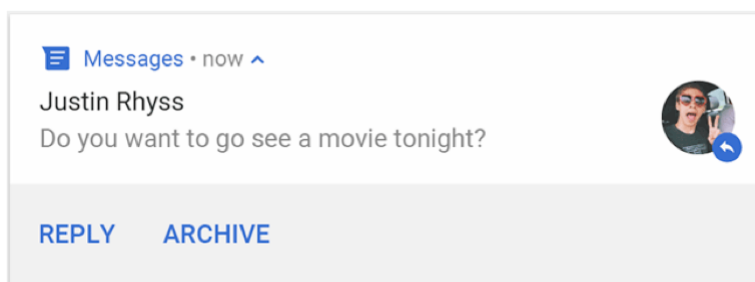 Messages • now
Justin Rhyss
Do you want to go see a movie tonight?
REPLY ARCHIVE